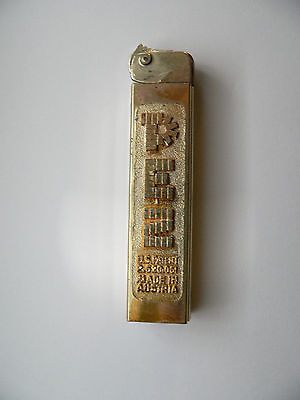 PEZ
U.S. PATENT
2.620.061
MADE IN
AUSTRIA